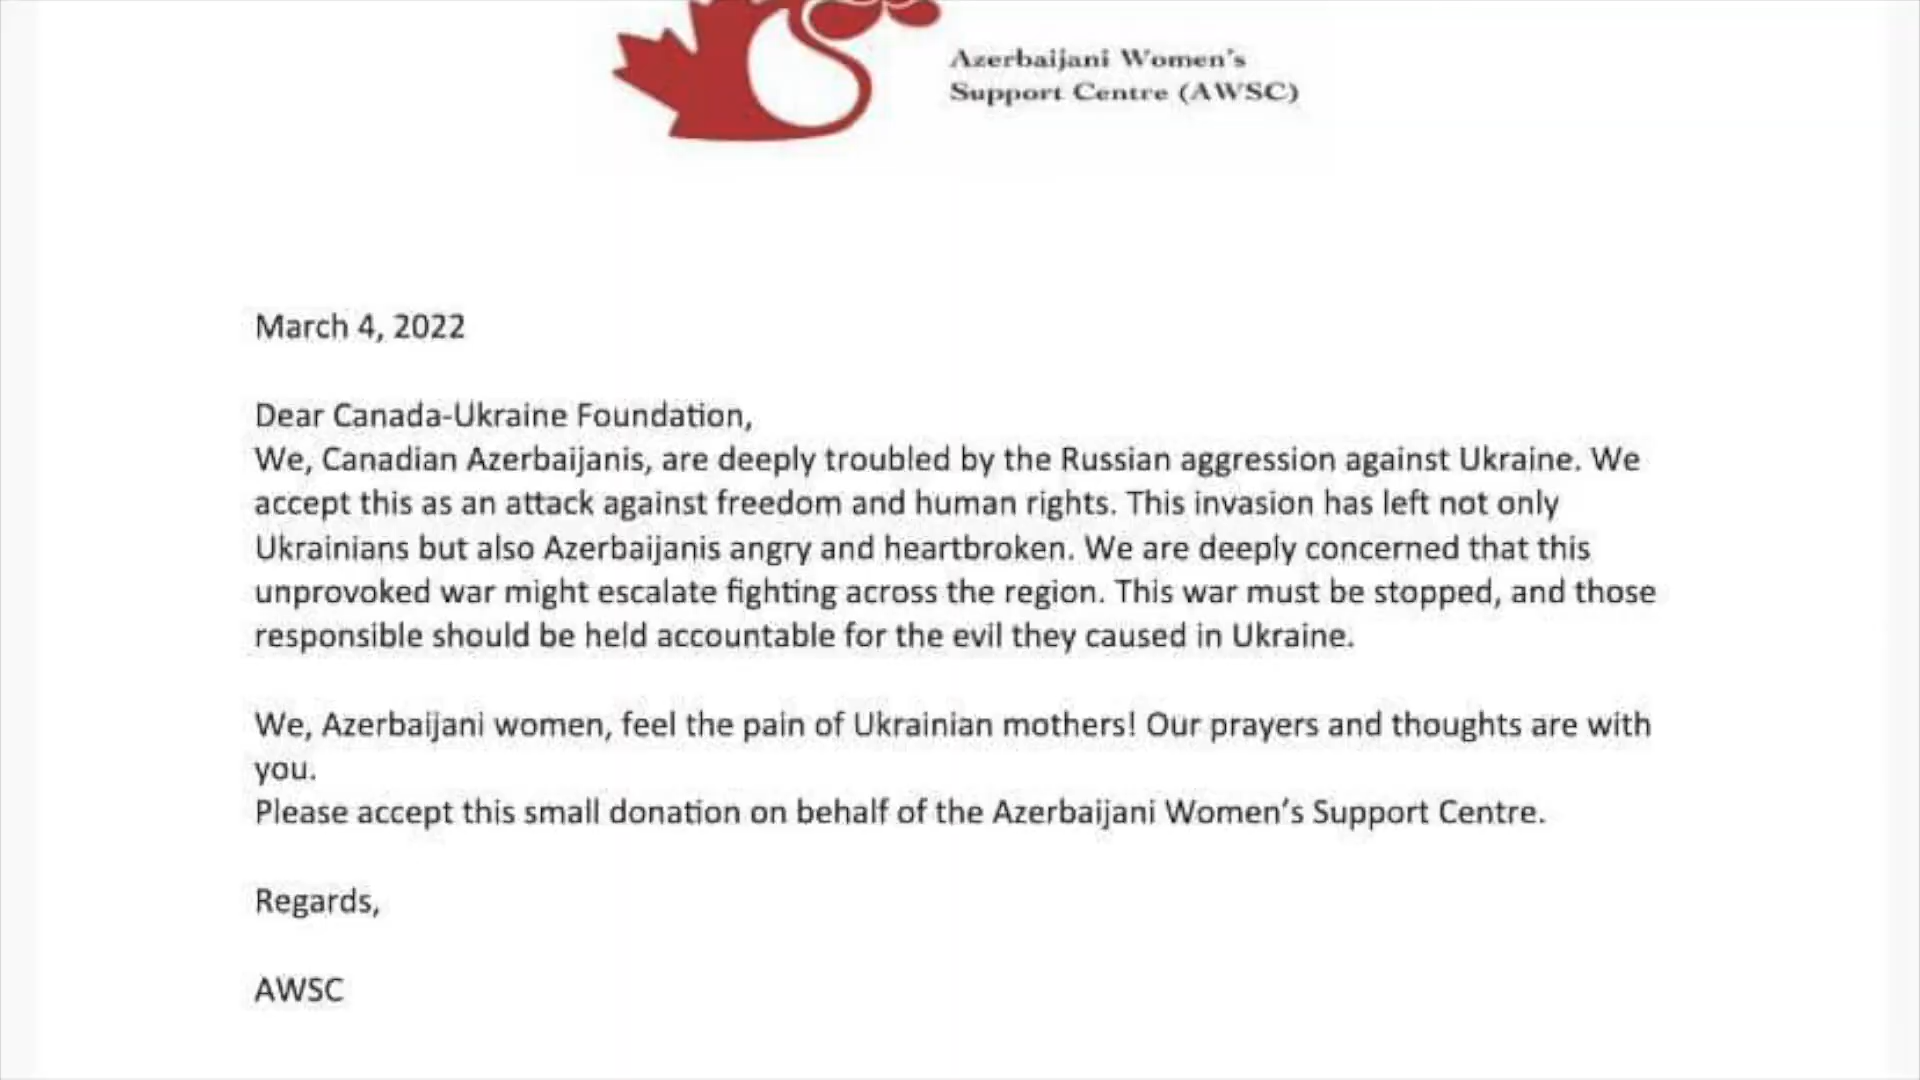 Azerbaijani Women's
Support Centre (AWSC)
March 4, 2022
Dear Canada-Ukraine Foundation,
We, Canadian Azerbaijanis, are deeply troubled by the Russian aggression against Ukraine. We
accept this as an attack against freedom and human rights. This invasion has left not only
Ukrainians but also Azerbaijanis angry and heartbroken. We are deeply concerned that this
unprovoked war might escalate fighting across the region. This war must be stopped, and those
responsible should be held accountable for the evil they caused in Ukraine.
We, Azerbaijani women, feel the pain of Ukrainian mothers! Our prayers and thoughts are with
you.
Please accept this small donation on behalf of the Azerbaijani Women's Support Centre.
Regards,
AWSC